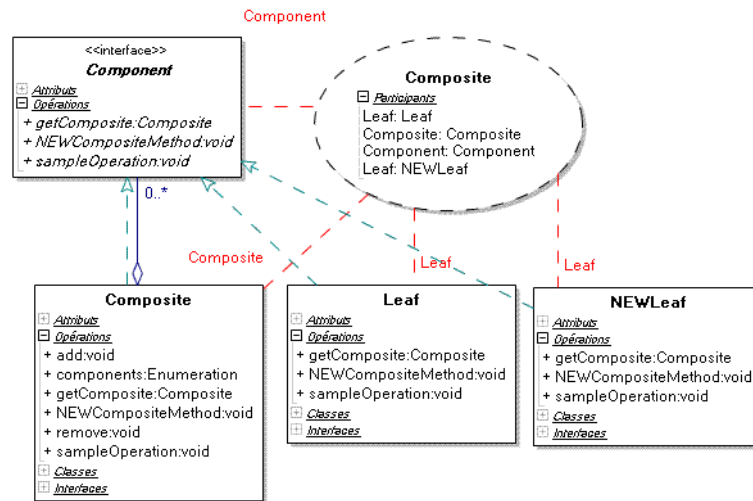 Component
<<interface>>
Component
Attributs
Opérations
+ getComposite:Composite
+ NEWCompositeMethod:void
+ sampleOperation:void
Composite
Participants
Leaf: Leaf
Composite: Composite
Component: Component
Leaf: NEWLeaf
0..*
Composite
Leaf
Leaf
Composite
Attributs
Opérations
+ add:void
+ components:Enumeration
+ getComposite:Composite
+ NEWCompositeMethod:void
+ remove:void
+ sampleOperation:void
Classes
Interfaces
Leaf
Attributs
Opérations
+ getComposite:Composite
+ NEWCompositeMethod:void
+ sampleOperation:void
Classes
Interfaces
NEWLeaf
Attributs
Opérations
+ getComposite:Composite
+ NEWCompositeMethod:void
+ sampleOperation:void
Classes
Interfaces